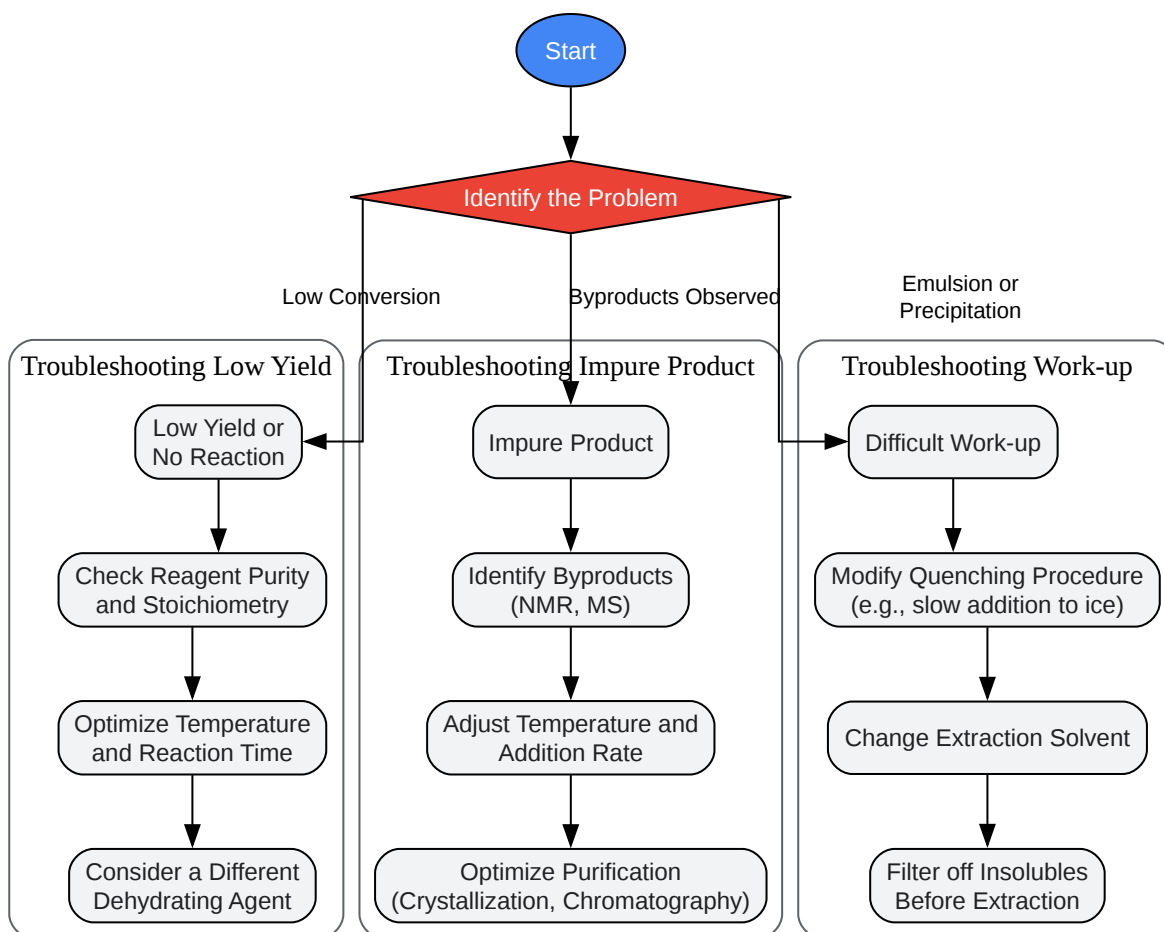 Start
Identify the Problem
Low Conversion
Byproducts Observed
Emulsion or
Precipitation
Troubleshooting Low Yield
Low Yield or
No Reaction
Check Reagent Purity
and Stoichiometry
Optimize Temperature
and Reaction Time
Consider a Different
Dehydrating Agent
Troubleshooting Impure Product
Impure Product
Identify Byproducts
(NMR, MS)
Adjust Temperature and
Addition Rate
Optimize Purification
(Crystallization, Chromatography)
Troubleshooting Work-up
Difficult Work-up
Modify Quenching Procedure
(e.g., slow addition to ice)
Change Extraction Solvent
Filter off Insolubles
Before Extraction